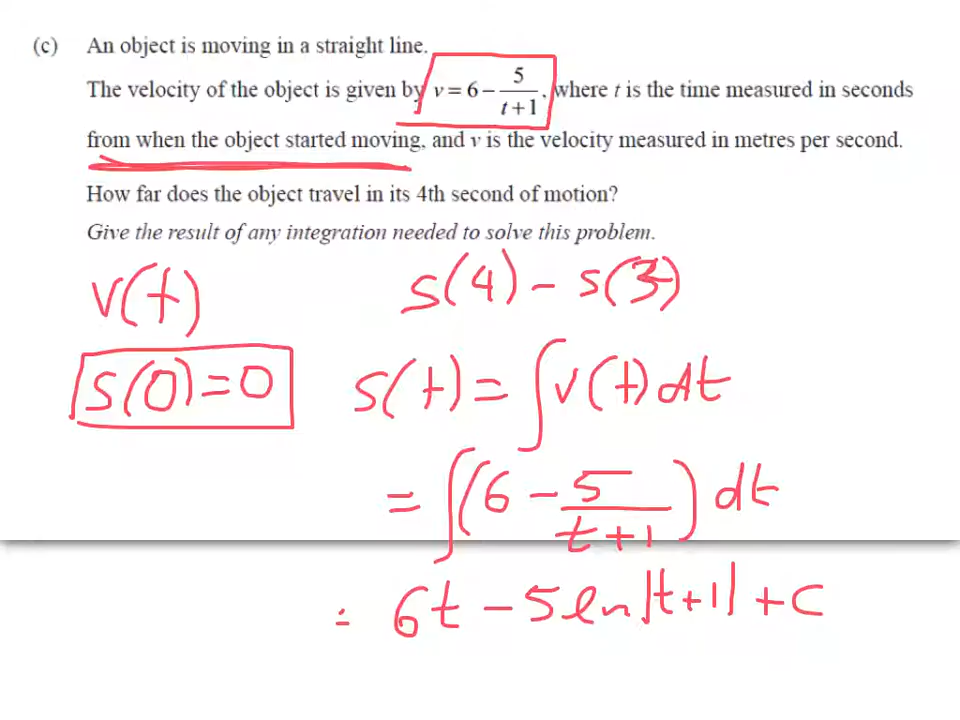 (c) An object is moving in a straight line.
The velocity of the object is given by v = 6 − 5/(t+1), where t is the time measured in seconds
from when the object started moving, and v is the velocity measured in metres per second.
How far does the object travel in its 4th second of motion?
Give the result of any integration needed to solve this problem.
v(t) s(4) − s(3)
s(0) = 0 s(t) = ∫v(t) dt
= ∫(6 − 5/(t+1)) dt
= 6t − 5 ln|t+1| + c